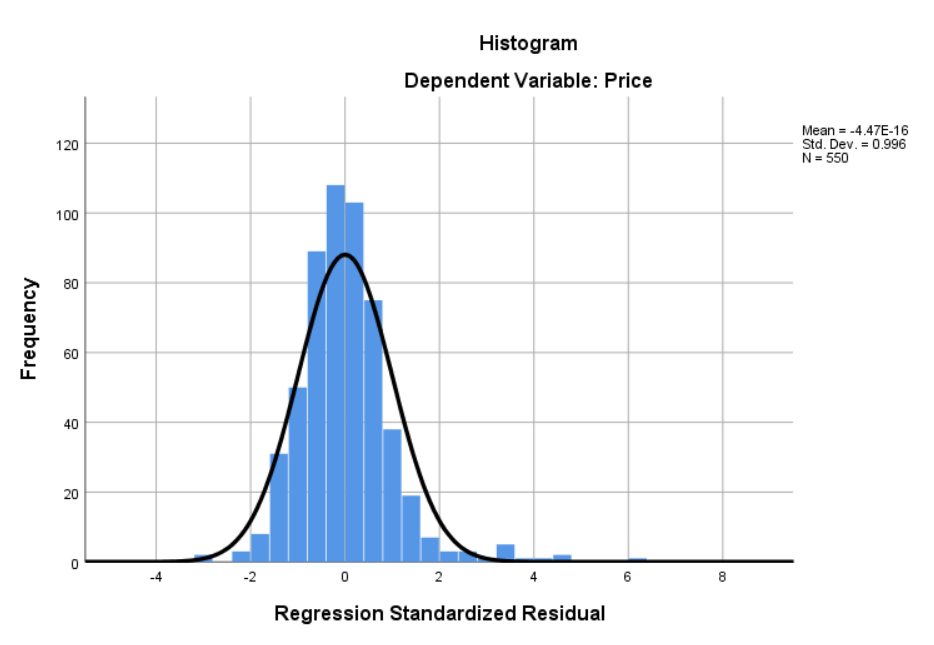 Histogram
Dependent Variable: Price
Mean = -4.47E-16
Std. Dev. = 0.996
N = 550
120
100
80
60
40
20
0
Frequency
-4 -2 0 2 4 6 8
Regression Standardized Residual